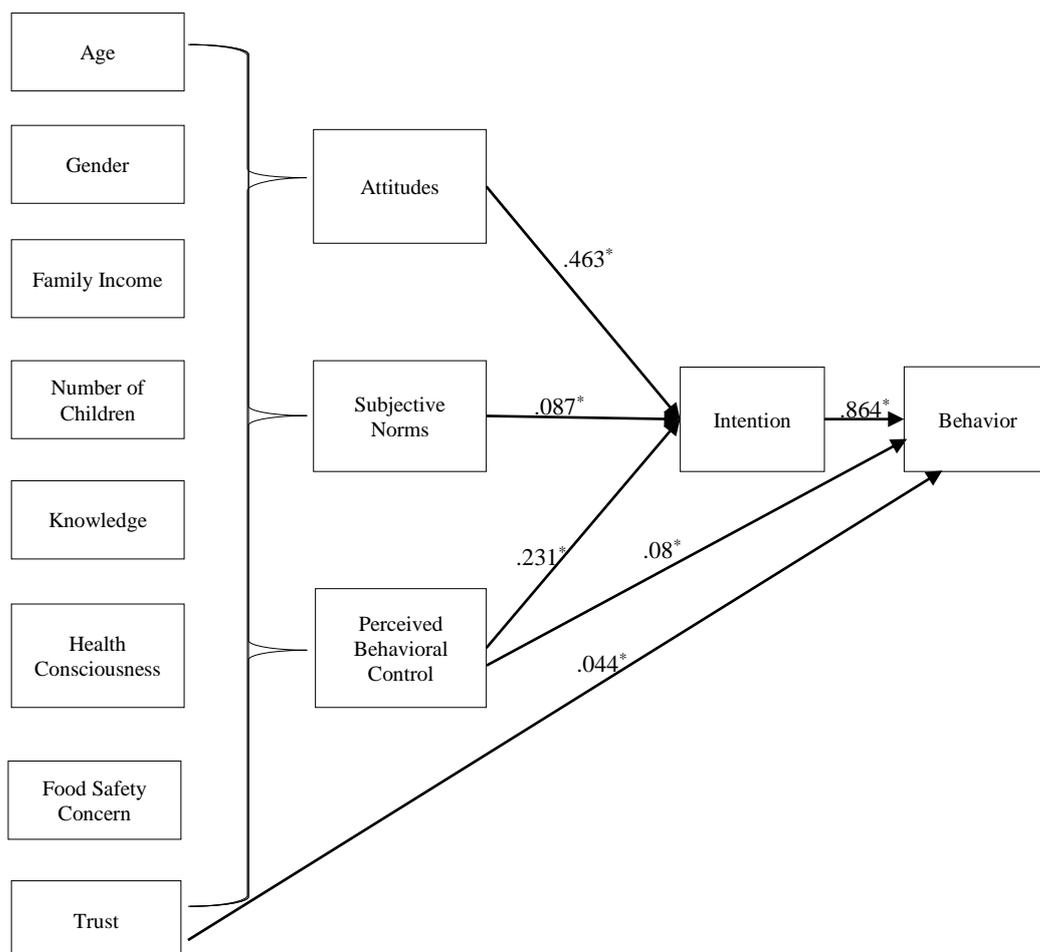 Age
Gender
Family Income
Number of
Children
Knowledge
Health
Consciousness
Food Safety
Concern
Trust
Attitudes
Subjective
Norms
Perceived
Behavioral
Control
.463*
.087*
.231*
Intention
.864*
.08*
.044*
Behavior